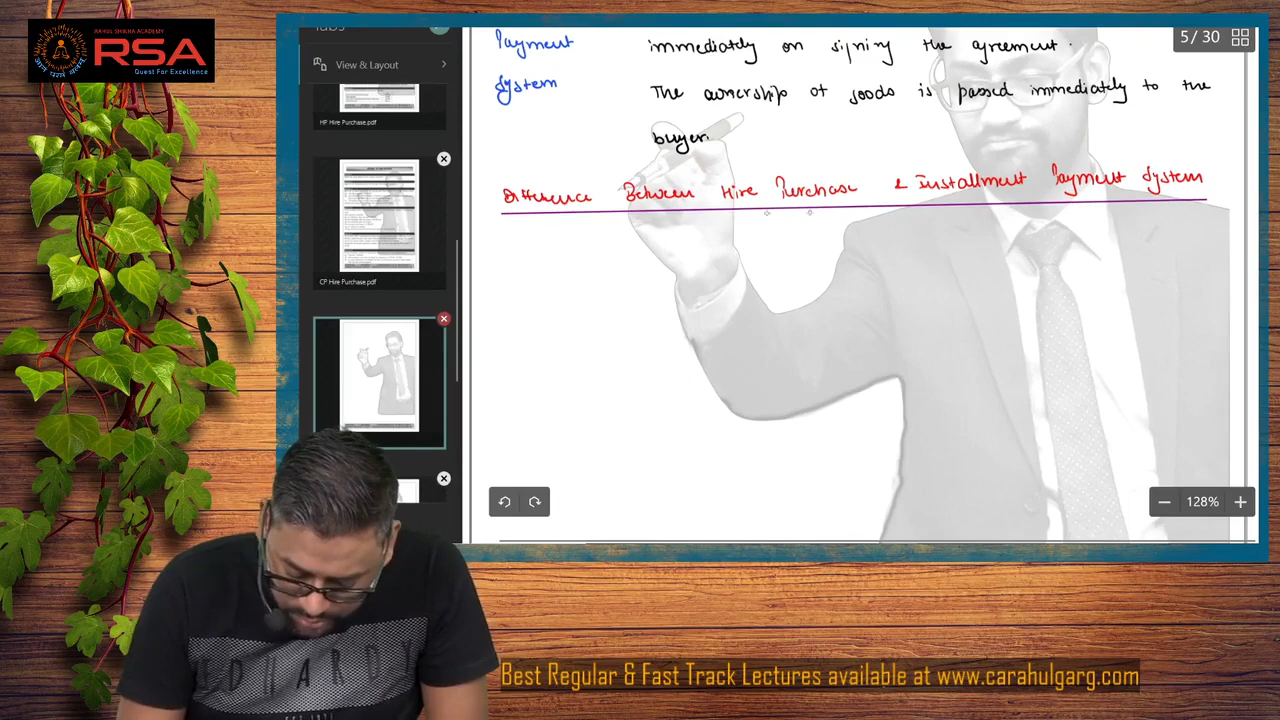 RAHUL SHIKHA ACADEMY
RSA
Quest For Excellence
Tabs
View & Layout
HP Hire Purchase.pdf
CP Hire Purchase.pdf
5 / 30
Payment immediately on signing the agreement.
System The ownership of goods is passed immediately to the
buyer.
Difference Between Hire Purchase & Installment Payment System
128%
Best Regular & Fast Track Lectures available at www.carahulgarg.com